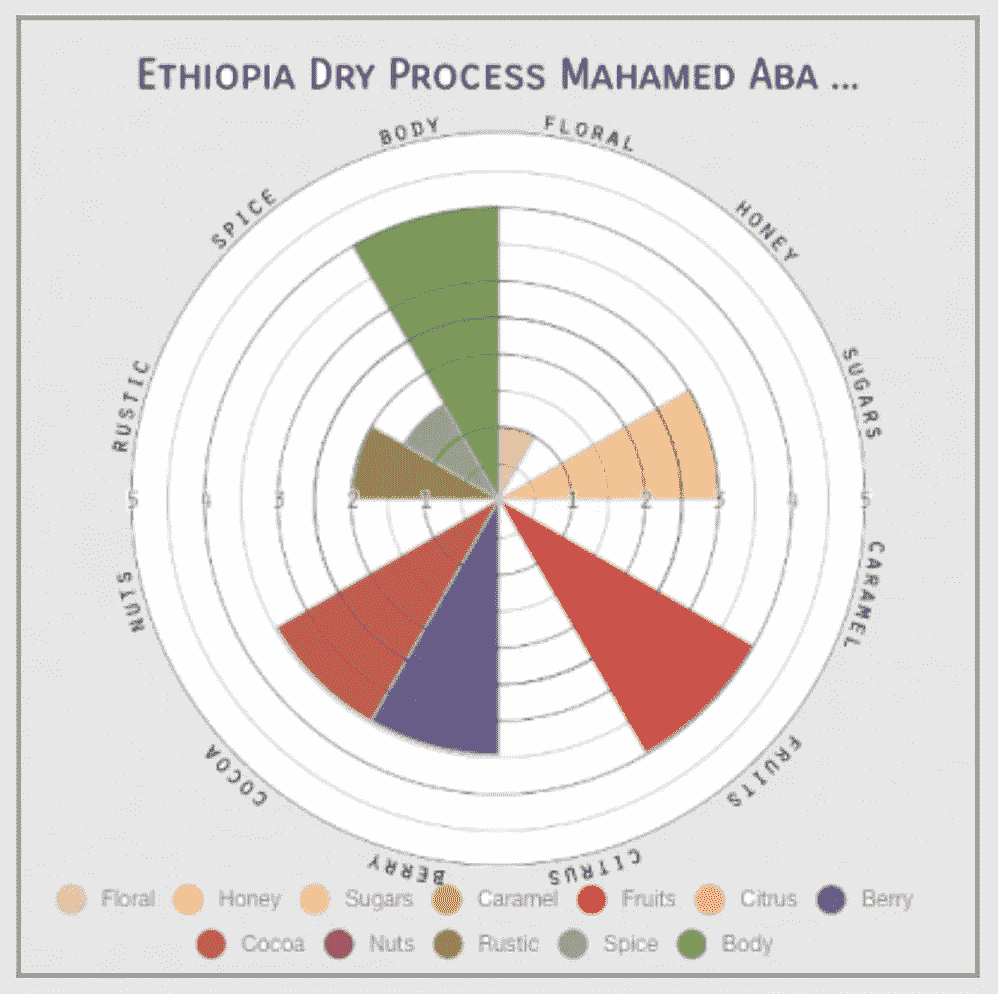 ETHIOPIA DRY PROCESS MAHAMED ABA ...
BODY FLORAL
SPICE HONEY
RUSTIC SUGARS
5 4 3 2 1 1 2 3 4 5
NUTS CARAMEL
COCOA FRUITS
BERRY CITRUS
Floral Honey Sugars Caramel Fruits Citrus Berry
Cocoa Nuts Rustic Spice Body